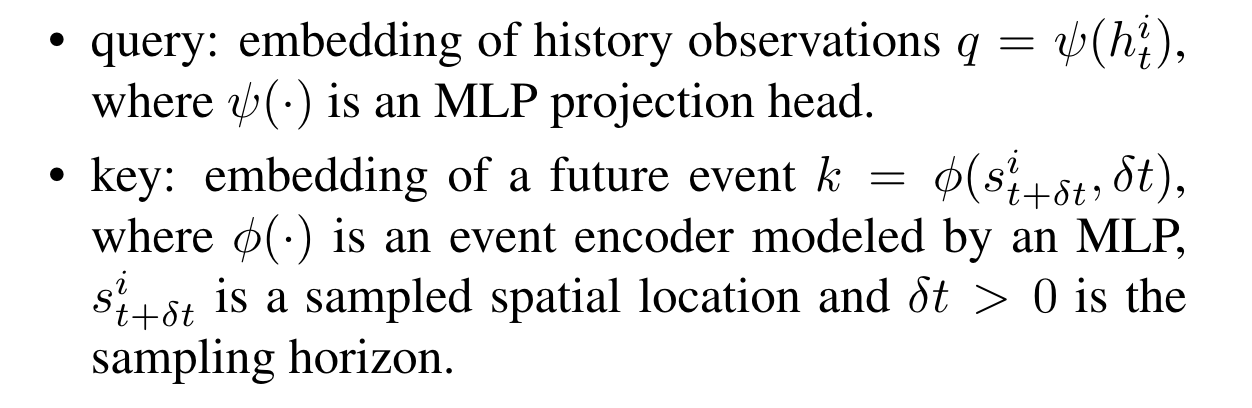 • query: embedding of history observations $q = \psi(h_t^i)$,
where $\psi(\cdot)$ is an MLP projection head.
• key: embedding of a future event $k = \phi(s_{t+\delta t}^i, \delta t)$,
where $\phi(\cdot)$ is an event encoder modeled by an MLP,
$s_{t+\delta t}^i$ is a sampled spatial location and $\delta t > 0$ is the
sampling horizon.